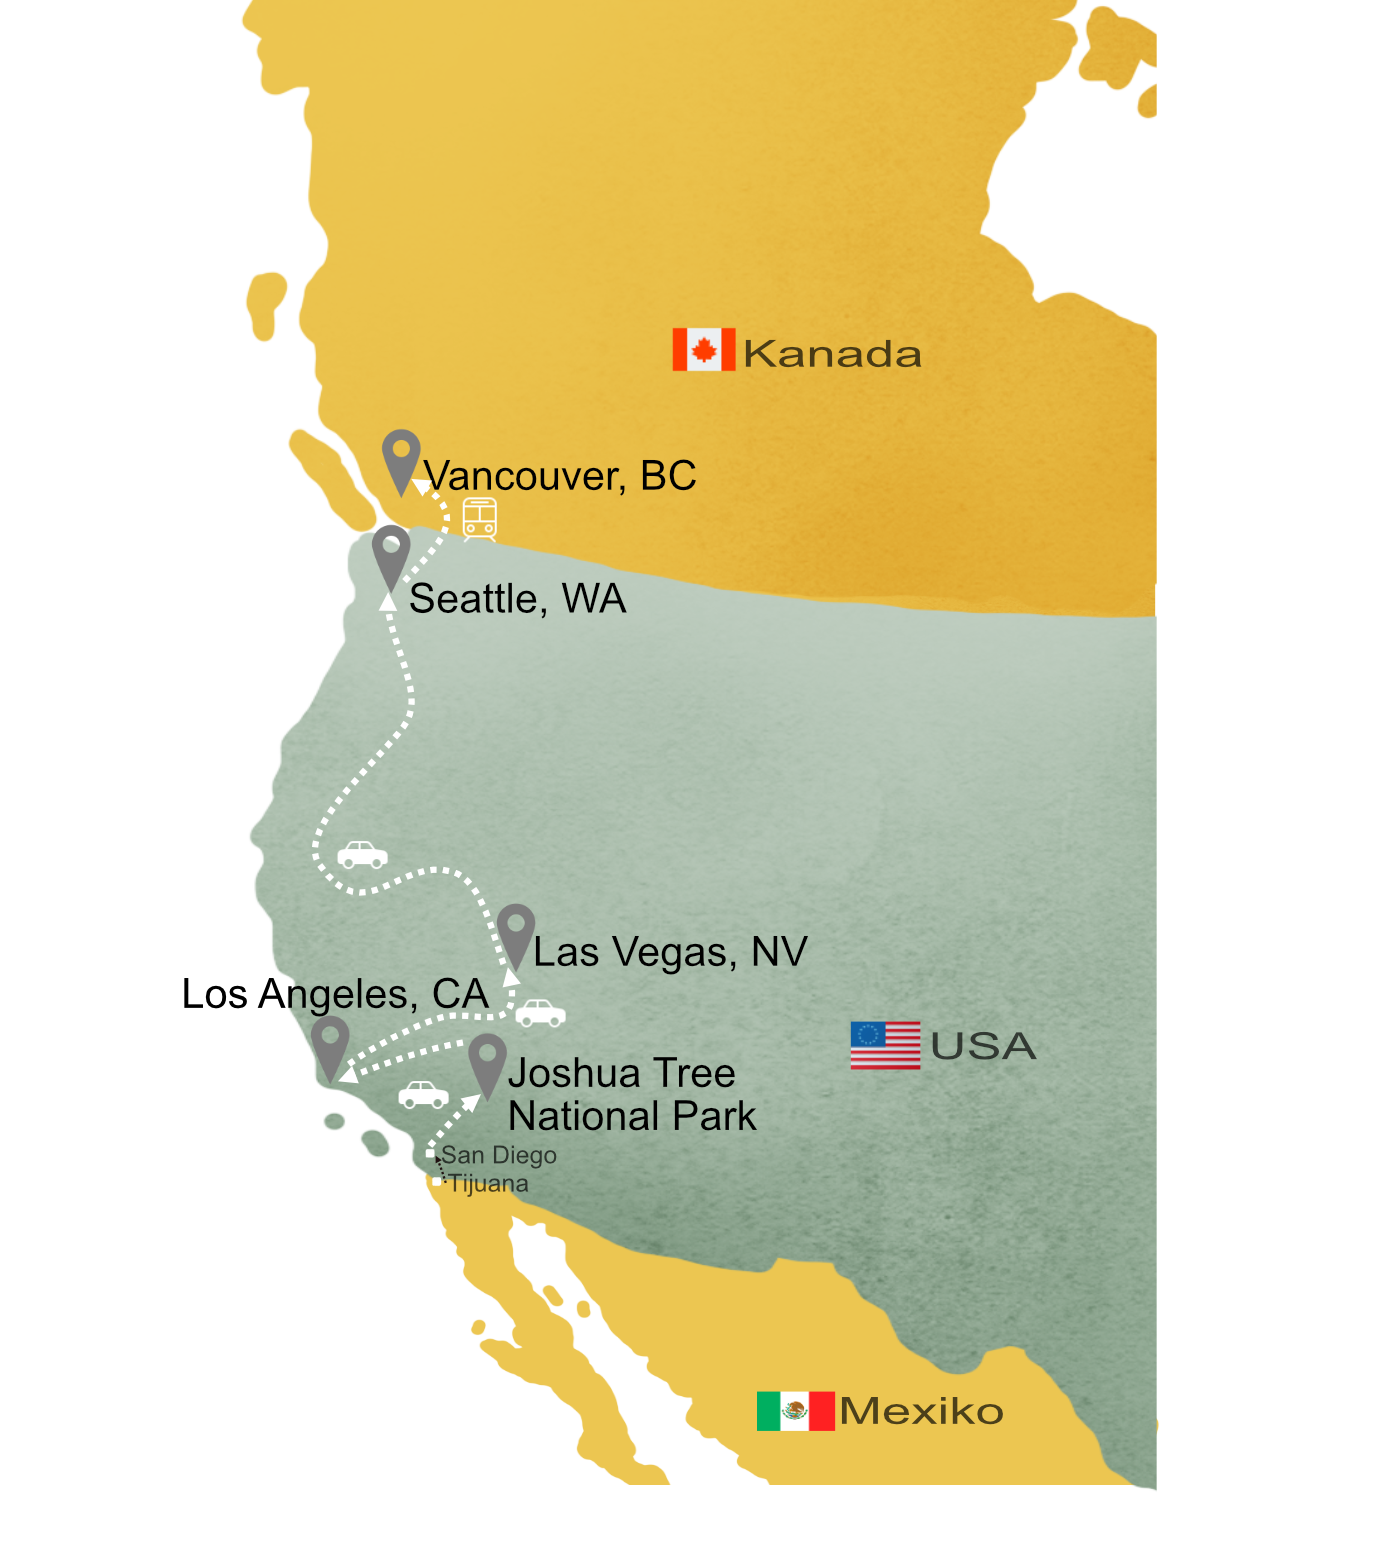 Kanada
Vancouver, BC
Seattle, WA
Las Vegas, NV
Los Angeles, CA
USA
Joshua Tree
National Park
San Diego
Tijuana
Mexiko